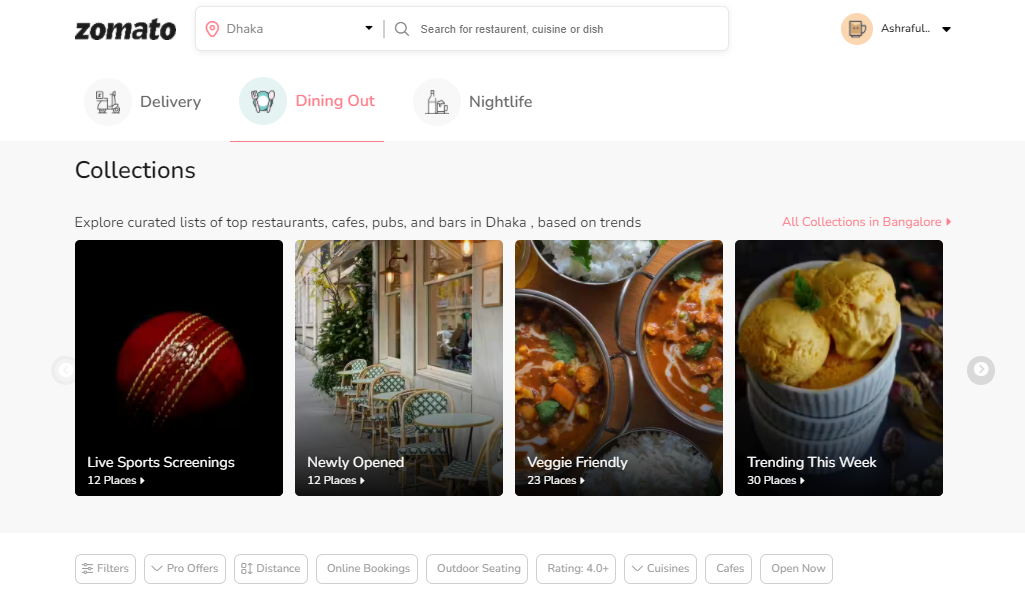 zomato
Dhaka
Search for restaurent, cuisine or dish
Ashraful..
Delivery
Dining Out
Nightlife
Collections
Explore curated lists of top restaurants, cafes, pubs, and bars in Dhaka , based on trends
All Collections in Bangalore
Live Sports Screenings
12 Places
Newly Opened
12 Places
Veggie Friendly
23 Places
Trending This Week
30 Places
Filters
Pro Offers
Distance
Online Bookings
Outdoor Seating
Rating: 4.0+
Cuisines
Cafes
Open Now